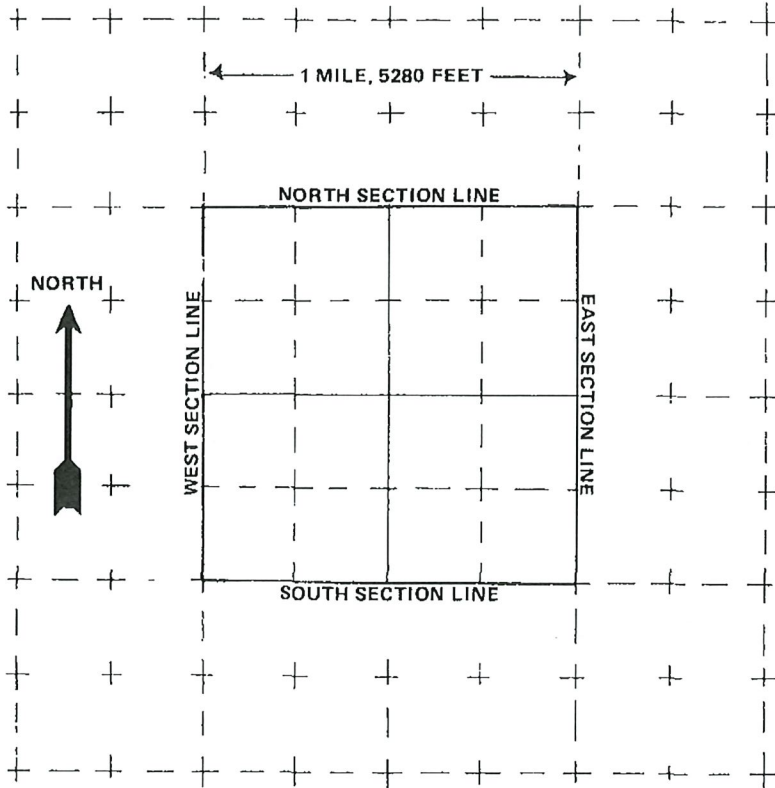 1 MILE, 5280 FEET
NORTH SECTION LINE
NORTH
WEST SECTION LINE
EAST SECTION LINE
SOUTH SECTION LINE